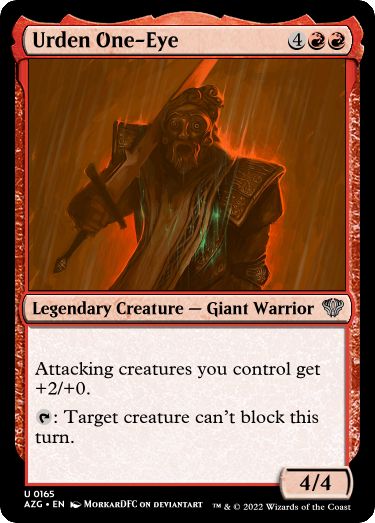 Urden One-Eye 4
Legendary Creature — Giant Warrior
Attacking creatures you control get
+2/+0.
: Target creature can't block this
turn.
4/4
U 0165
AZG • EN MorkarDFC on deviantart ™ & © 2022 Wizards of the Coast